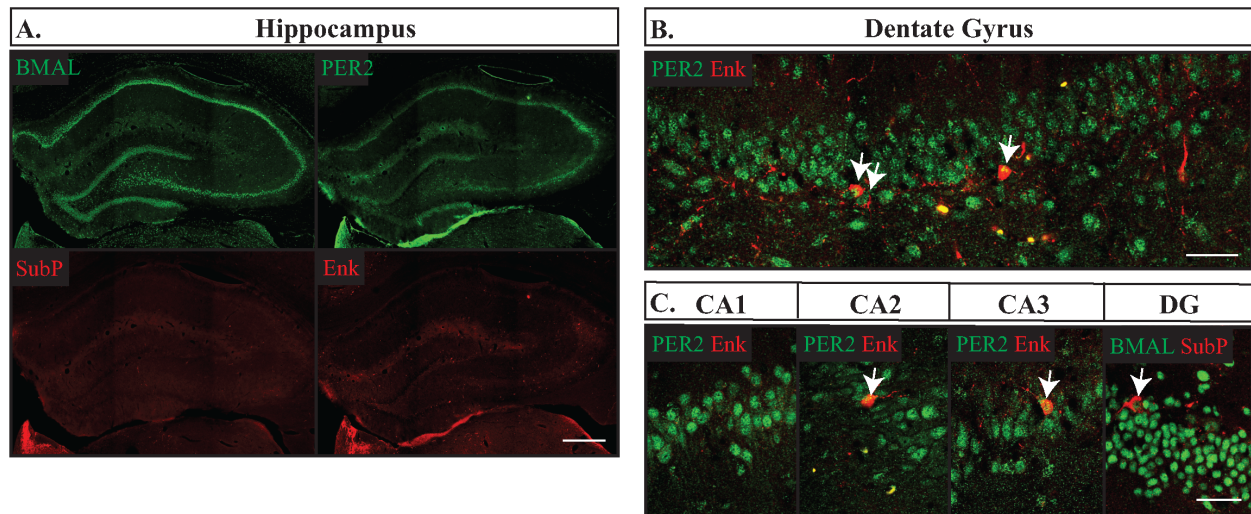 A. Hippocampus
BMAL PER2
SubP Enk
B. Dentate Gyrus
PER2 Enk
C. CA1 CA2 CA3 DG
PER2 Enk PER2 Enk PER2 Enk BMAL SubP